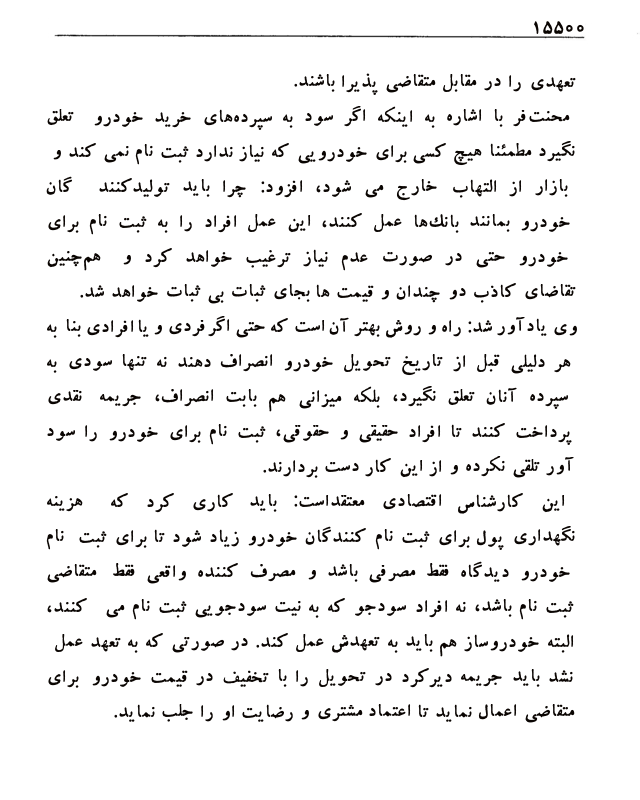 ۱۵۵۰۰
تعهدی را در مقابل متقاضی پذیرا باشند.
محنت‌فر با اشاره به اینکه اگر سود به سپرده‌های خرید خودرو تعلق
نگیرد مطمئنا هیچ کسی برای خودرویی که نیاز ندارد ثبت نام نمی کند و
بازار از التهاب خارج می شود، افزود: چرا باید تولیدکنند گان
خودرو بمانند بانك‌ها عمل کنند، این عمل افراد را به ثبت نام برای
خودرو حتی در صورت عدم نیاز ترغیب خواهد کرد و هم‌چنین
تقاضای کاذب دو چندان و قیمت ها بجای ثبات بی ثبات خواهد شد.
وی یادآور شد: راه و روش بهتر آن است که حتی اگر فردی و یا افرادی بنا به
هر دلیلی قبل از تاریخ تحویل خودرو انصراف دهند نه تنها سودی به
سپرده آنان تعلق نگیرد، بلکه میزانی هم بابت انصراف، جریمه نقدی
پرداخت کنند تا افراد حقیقی و حقوقی، ثبت نام برای خودرو را سود
آور تلقی نکرده و از این کار دست بردارند.
این کارشناس اقتصادی معتقداست: باید کاری کرد که هزینه
نگهداری پول برای ثبت نام کنندگان خودرو زیاد شود تا برای ثبت نام
خودرو دیدگاه فقط مصرفی باشد و مصرف کننده واقعی فقط متقاضی
ثبت نام باشد، نه افراد سودجو که به نیت سودجویی ثبت نام می کنند،
البته خودروساز هم باید به تعهدش عمل کند. در صورتی که به تعهد عمل
نشد باید جریمه دیرکرد در تحویل را با تخفیف در قیمت خودرو برای
متقاضی اعمال نماید تا اعتماد مشتری و رضایت او را جلب نماید.